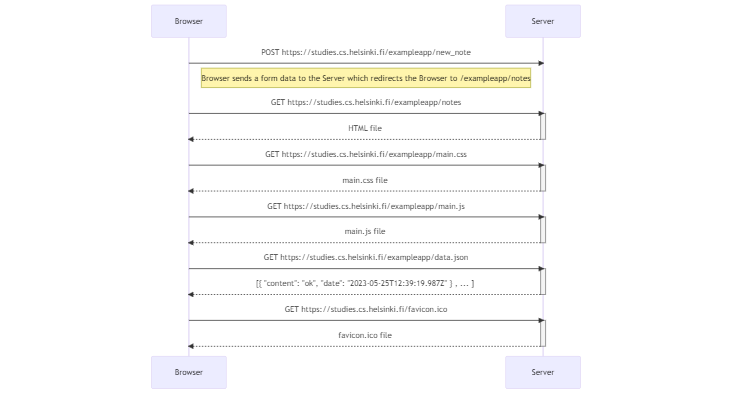 Browser
Server
POST https://studies.cs.helsinki.fi/exampleapp/new_note
Browser sends a form data to the Server which redirects the Browser to /exampleapp/notes
GET https://studies.cs.helsinki.fi/exampleapp/notes
HTML file
GET https://studies.cs.helsinki.fi/exampleapp/main.css
main.css file
GET https://studies.cs.helsinki.fi/exampleapp/main.js
main.js file
GET https://studies.cs.helsinki.fi/exampleapp/data.json
[{ "content": "ok", "date": "2023-05-25T12:39:19.987Z" } , ... ]
GET https://studies.cs.helsinki.fi/favicon.ico
favicon.ico file
Browser
Server